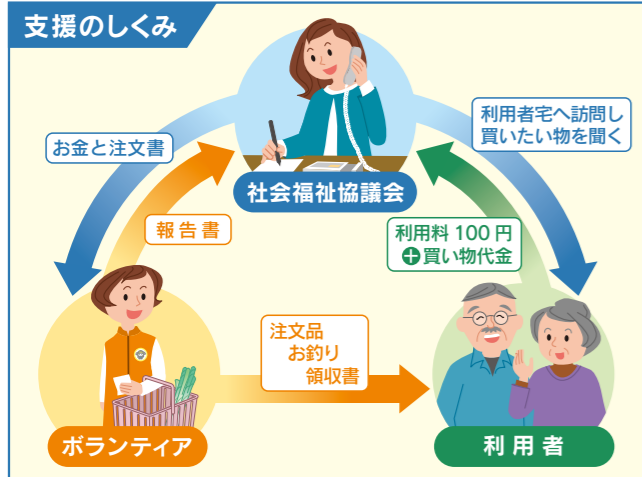 支援のしくみ
お金と注文書
利用者宅へ訪問し
買いたい物を聞く
社会福祉協議会
報告書
利用料100円
+買い物代金
注文品
お釣り
領収書
ボランティア
利用者